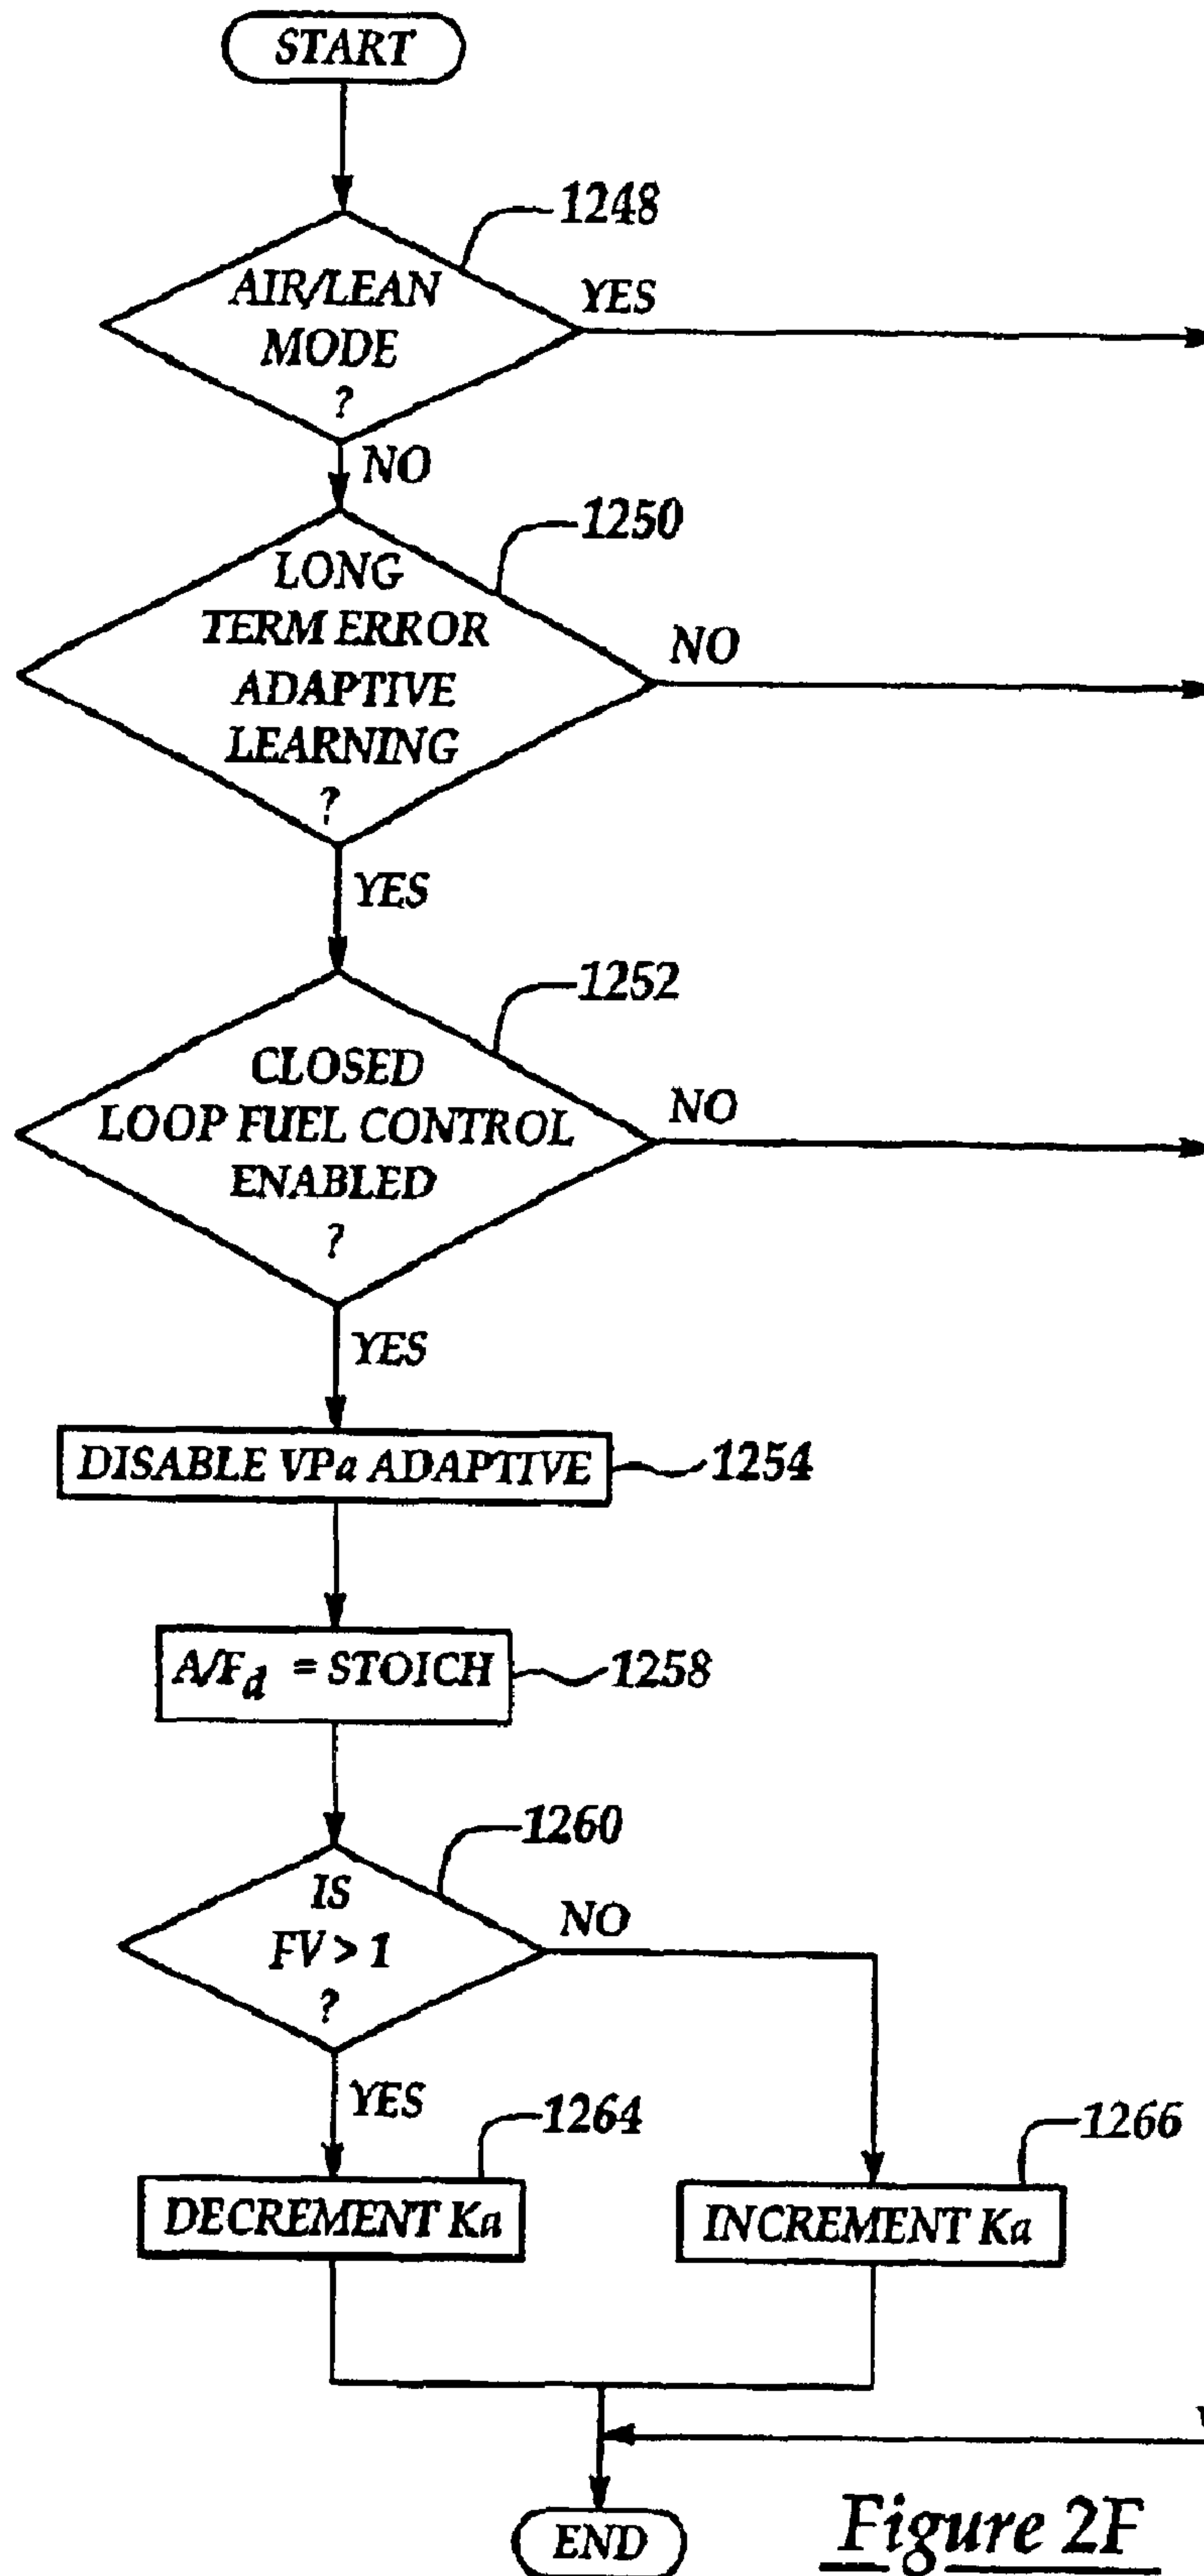 START
1248
AIR/LEAN
MODE
?
YES
NO
1250
LONG
TERM ERROR
ADAPTIVE
LEARNING
?
NO
YES
1252
CLOSED
LOOP FUEL CONTROL
ENABLED
?
NO
YES
DISABLE VPa ADAPTIVE
1254
A/Fd = STOICH
1258
1260
IS
FV > 1
?
NO
YES
1264
1266
DECREMENT Ka
INCREMENT Ka
END
Figure 2F